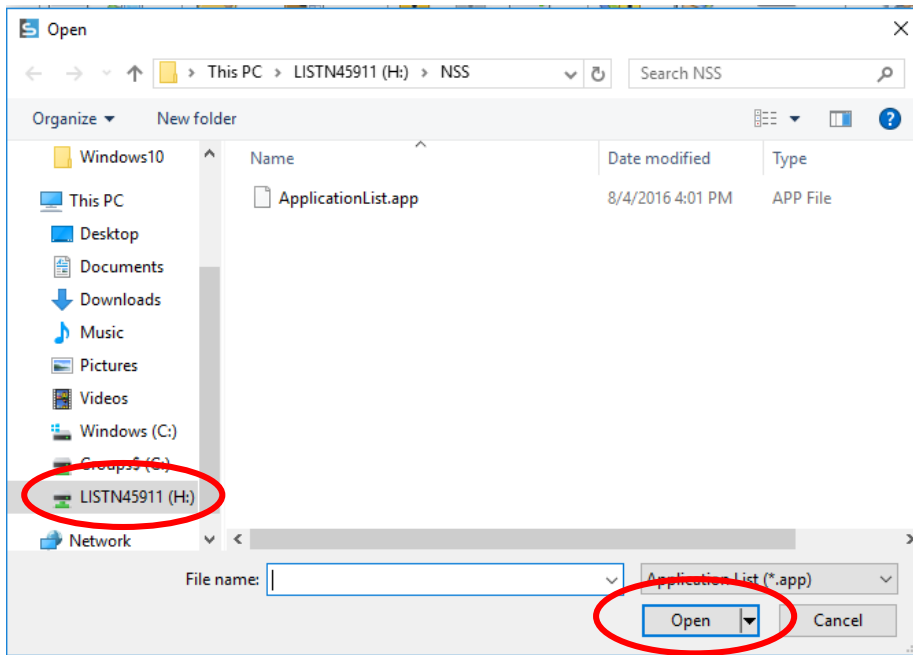 Open
This PC > LISTN45911 (H:) > NSS
Search NSS
Organize
New folder
Name
Date modified
Type
Windows10
This PC
Desktop
Documents
Downloads
Music
Pictures
Videos
Windows (C:)
Groups$ (G:)
LISTN45911 (H:)
Network
ApplicationList.app
8/4/2016 4:01 PM
APP File
File name:
Application List (*.app)
Open
Cancel